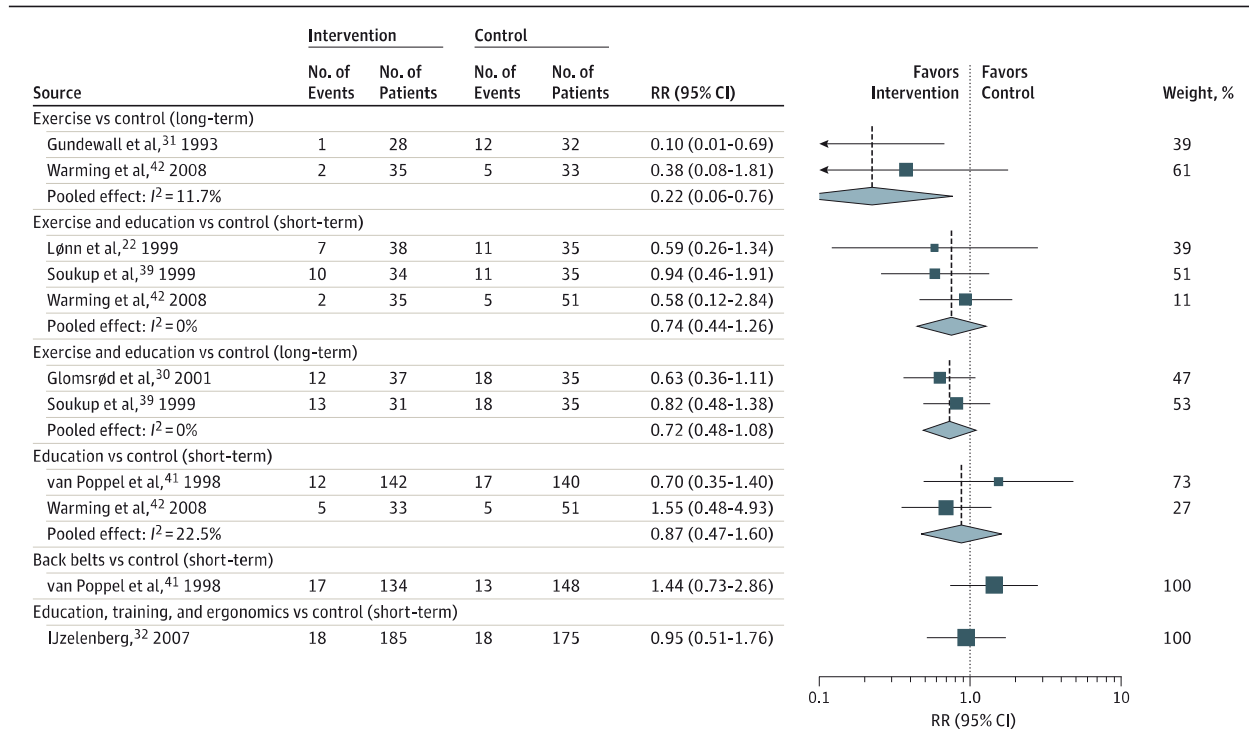 Intervention Control
Source No. of Events No. of Patients No. of Events No. of Patients RR (95% CI) Favors Intervention Favors Control Weight, %
Exercise vs control (long-term)
Gundewall et al,31 1993 1 28 12 32 0.10 (0.01-0.69) 39
Warming et al,42 2008 2 35 5 33 0.38 (0.08-1.81) 61
Pooled effect: I2 = 11.7% 0.22 (0.06-0.76)
Exercise and education vs control (short-term)
Lønn et al,22 1999 7 38 11 35 0.59 (0.26-1.34) 39
Soukup et al,39 1999 10 34 11 35 0.94 (0.46-1.91) 51
Warming et al,42 2008 2 35 5 51 0.58 (0.12-2.84) 11
Pooled effect: I2 = 0% 0.74 (0.44-1.26)
Exercise and education vs control (long-term)
Glomsrød et al,30 2001 12 37 18 35 0.63 (0.36-1.11) 47
Soukup et al,39 1999 13 31 18 35 0.82 (0.48-1.38) 53
Pooled effect: I2 = 0% 0.72 (0.48-1.08)
Education vs control (short-term)
van Poppel et al,41 1998 12 142 17 140 0.70 (0.35-1.40) 73
Warming et al,42 2008 5 33 5 51 1.55 (0.48-4.93) 27
Pooled effect: I2 = 22.5% 0.87 (0.47-1.60)
Back belts vs control (short-term)
van Poppel et al,41 1998 17 134 13 148 1.44 (0.73-2.86) 100
Education, training, and ergonomics vs control (short-term)
IJzelenberg,32 2007 18 185 18 175 0.95 (0.51-1.76) 100
0.1 1.0 10
RR (95% CI)